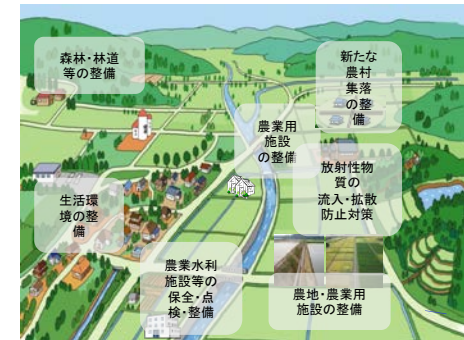 森林・林道
等の整備
新たな
農村
集落
の整
備
農業用
施設
の整備
放射性物
質の
流入・拡散
防止対策
生活環
境の整
備
農業水利
施設等の
保全・点
検・整備
農地・農業用
施設の整備